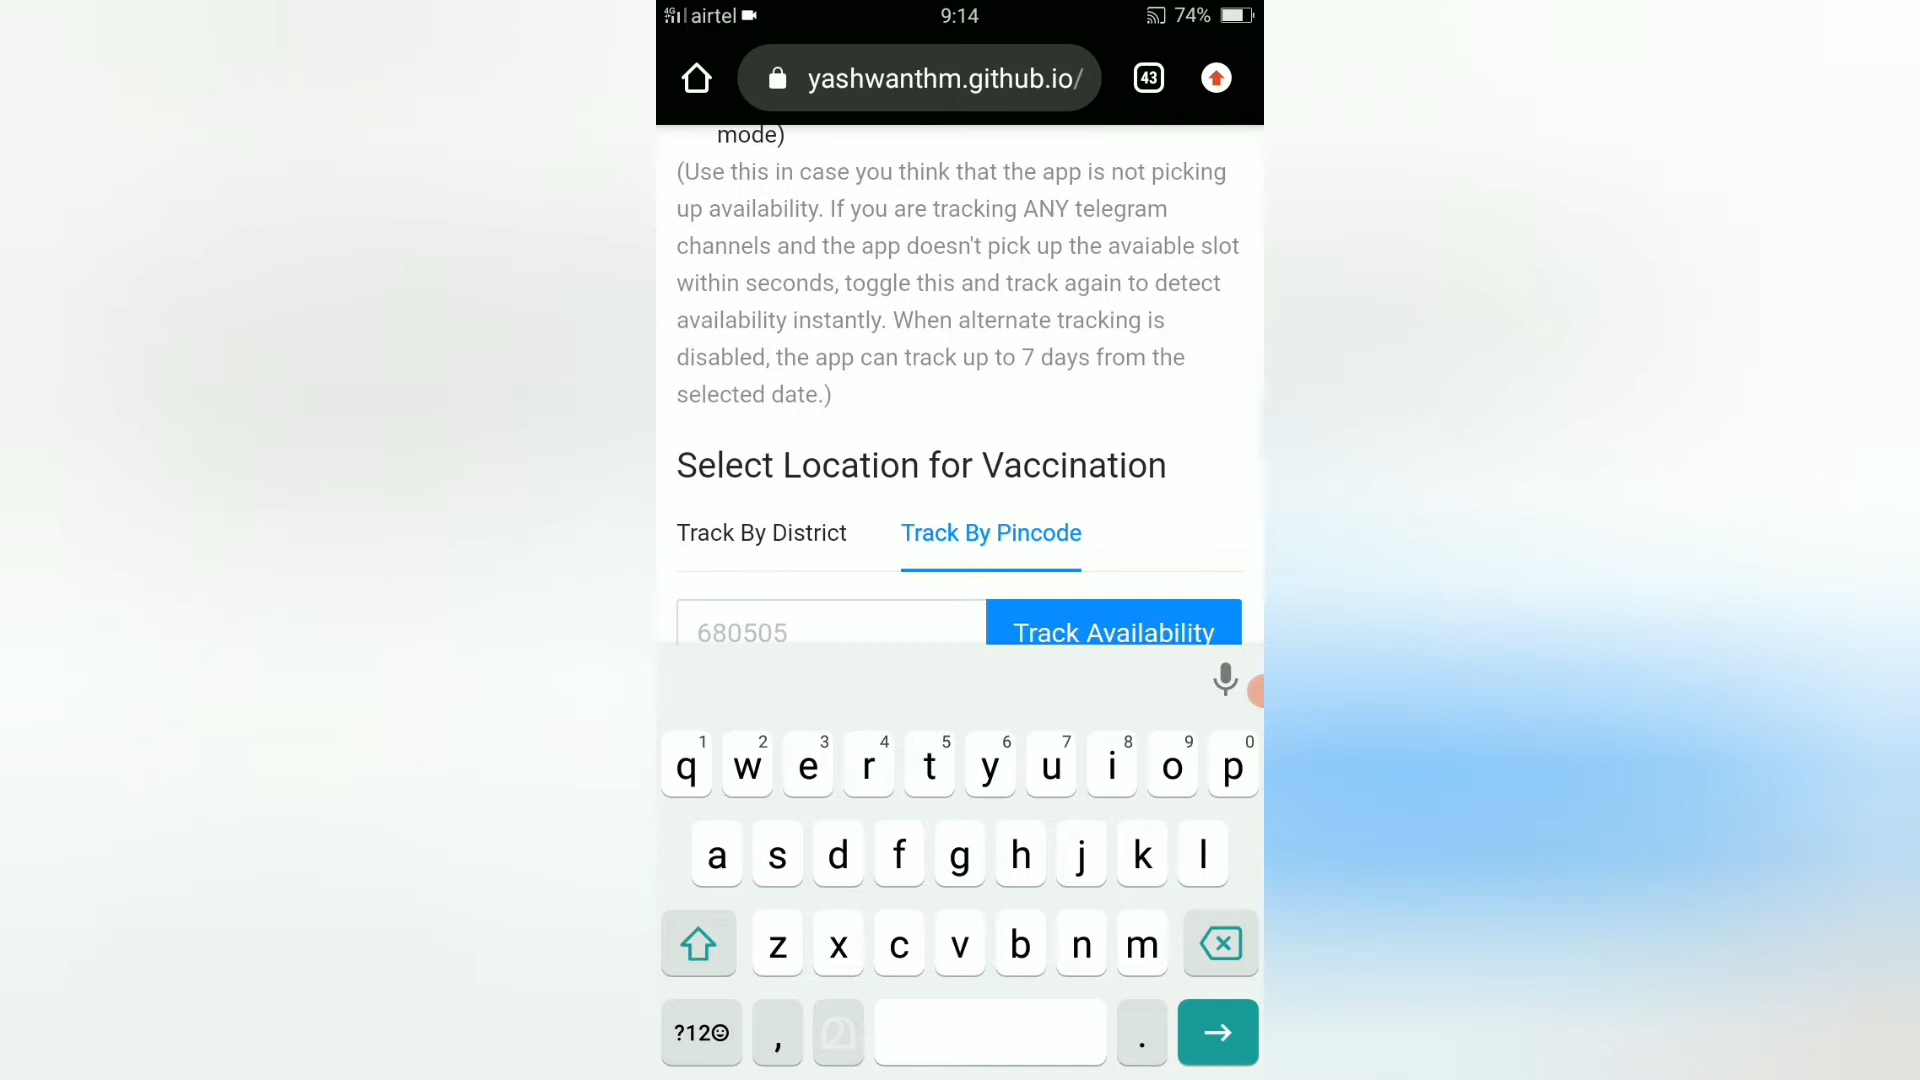 4G airtel 9:14 74%
yashwanthm.github.io/ 43
mode)
(Use this in case you think that the app is not picking
up availability. If you are tracking ANY telegram
channels and the app doesn't pick up the avaiable slot
within seconds, toggle this and track again to detect
availability instantly. When alternate tracking is
disabled, the app can track up to 7 days from the
selected date.)
Select Location for Vaccination
Track By District Track By Pincode
680505 Track Availability
1 2 3 4 5 6 7 8 9 0
q w e r t y u i o p
a s d f g h j k l
z x c v b n m
?12☺ , മ .